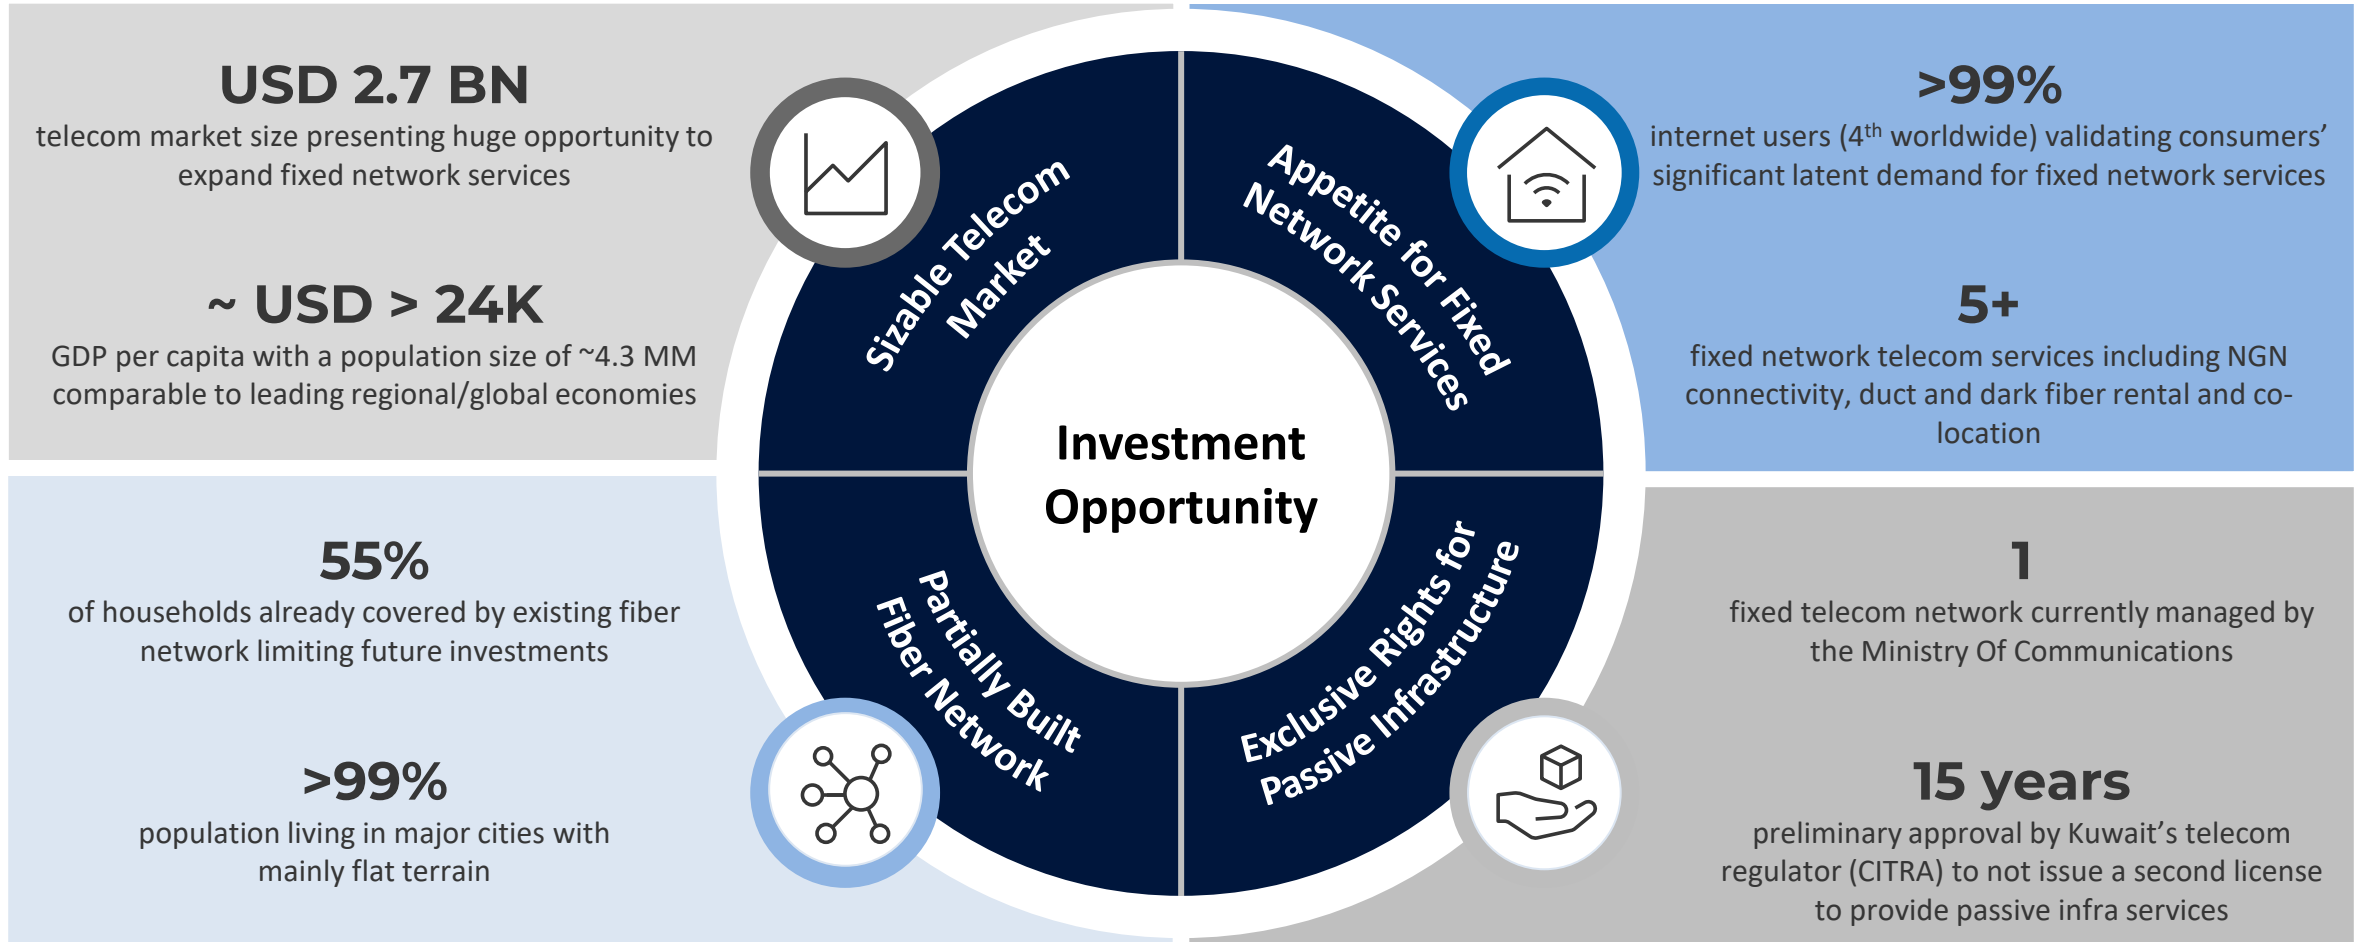 USD 2.7 BN
telecom market size presenting huge opportunity to
expand fixed network services
~ USD > 24K
GDP per capita with a population size of ~4.3 MM
comparable to leading regional/global economies
Sizable Telecom
Market
Appetite for Fixed
Network Services
>99%
internet users (4th worldwide) validating consumers’
significant latent demand for fixed network services
5+
fixed network telecom services including NGN
connectivity, duct and dark fiber rental and co-
location
Investment
Opportunity
55%
of households already covered by existing fiber
network limiting future investments
>99%
population living in major cities with
mainly flat terrain
Partially Built
Fiber Network
Exclusive Rights for
Passive Infrastructure
1
fixed telecom network currently managed by
the Ministry Of Communications
15 years
preliminary approval by Kuwait’s telecom
regulator (CITRA) to not issue a second license
to provide passive infra services